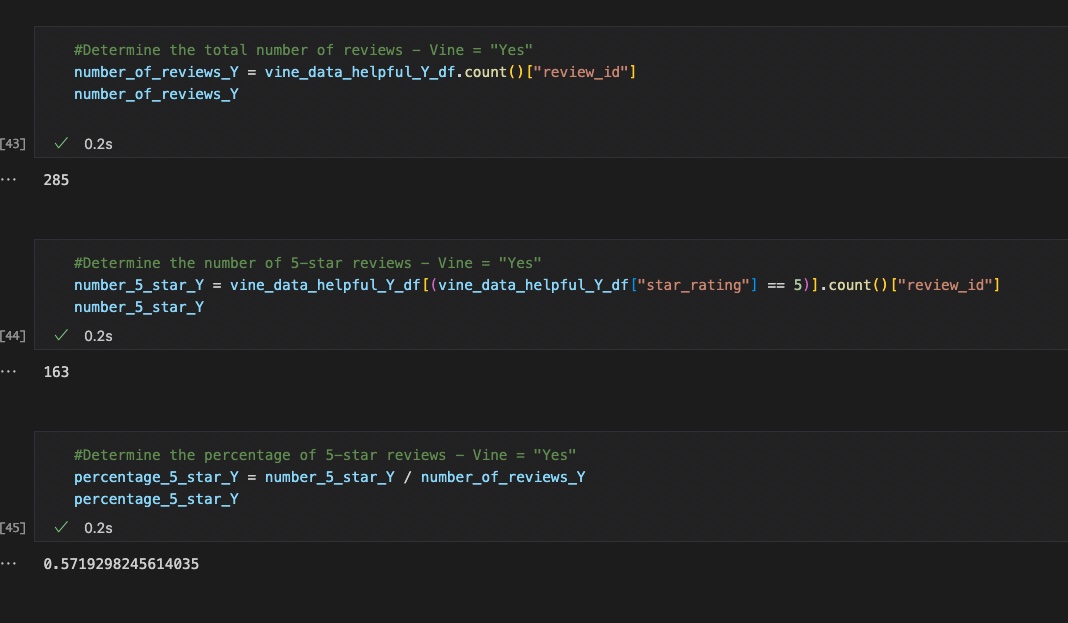 #Determine the total number of reviews - Vine = "Yes"
number_of_reviews_Y = vine_data_helpful_Y_df.count()["review_id"]
number_of_reviews_Y
[43] ✓ 0.2s
... 285
#Determine the number of 5-star reviews - Vine = "Yes"
number_5_star_Y = vine_data_helpful_Y_df[(vine_data_helpful_Y_df["star_rating"] == 5)].count()["review_id"]
number_5_star_Y
[44] ✓ 0.2s
... 163
#Determine the percentage of 5-star reviews - Vine = "Yes"
percentage_5_star_Y = number_5_star_Y / number_of_reviews_Y
percentage_5_star_Y
[45] ✓ 0.2s
... 0.5719298245614035